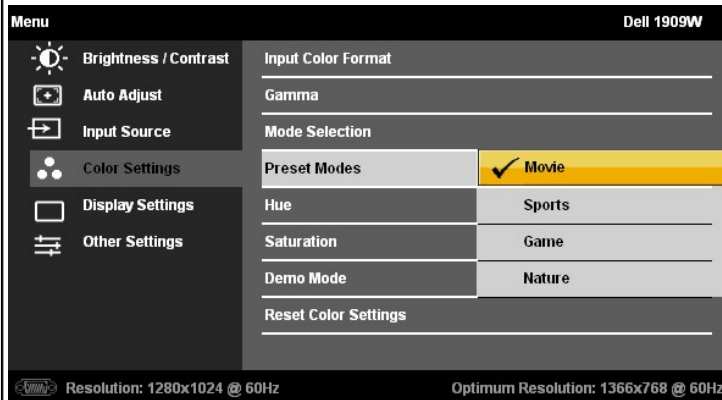 Menu Dell 1909W
Brightness / Contrast Input Color Format
Auto Adjust Gamma
Input Source Mode Selection
Color Settings Preset Modes Movie
Display Settings Hue Sports
Other Settings Saturation Game
Demo Mode Nature
Reset Color Settings
Resolution: 1280x1024 @ 60Hz Optimum Resolution: 1366x768 @ 60Hz